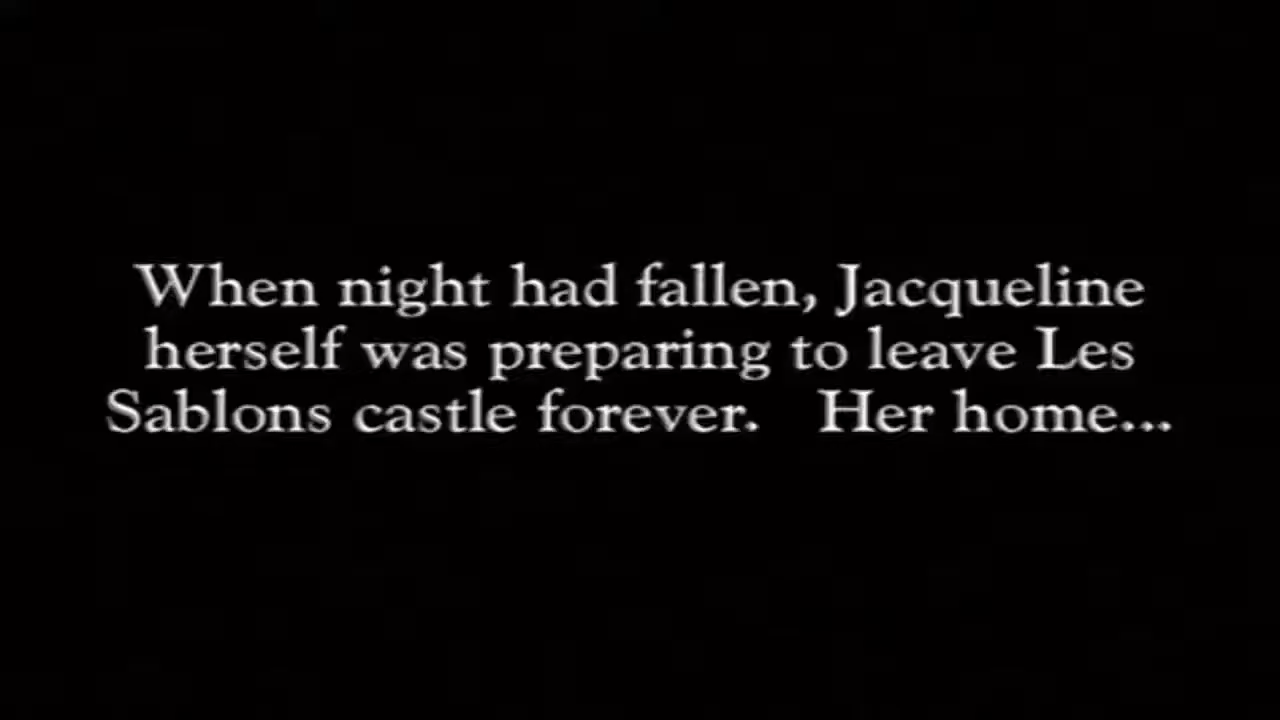 When night had fallen, Jacqueline
herself was preparing to leave Les
Sablons castle forever.   Her home...